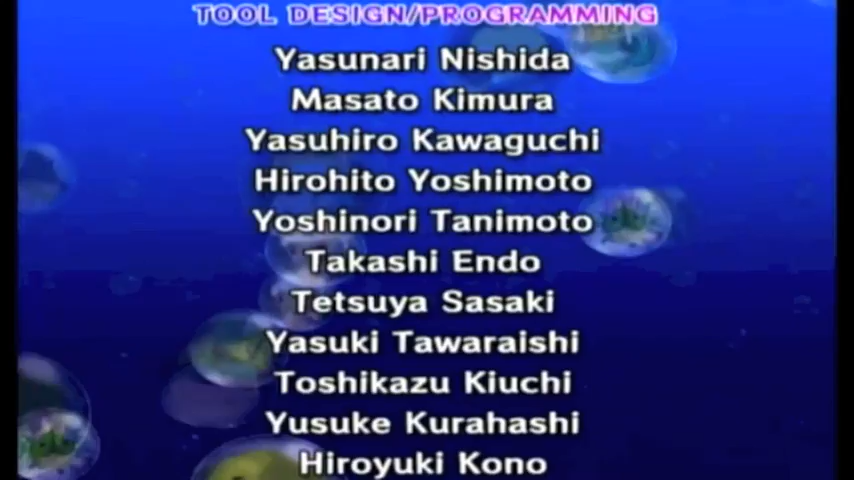 TOOL DESIGN/PROGRAMMING
Yasunari Nishida
Masato Kimura
Yasuhiro Kawaguchi
Hirohito Yoshimoto
Yoshinori Tanimoto
Takashi Endo
Tetsuya Sasaki
Yasuki Tawaraishi
Toshikazu Kiuchi
Yusuke Kurahashi
Hiroyuki Kono